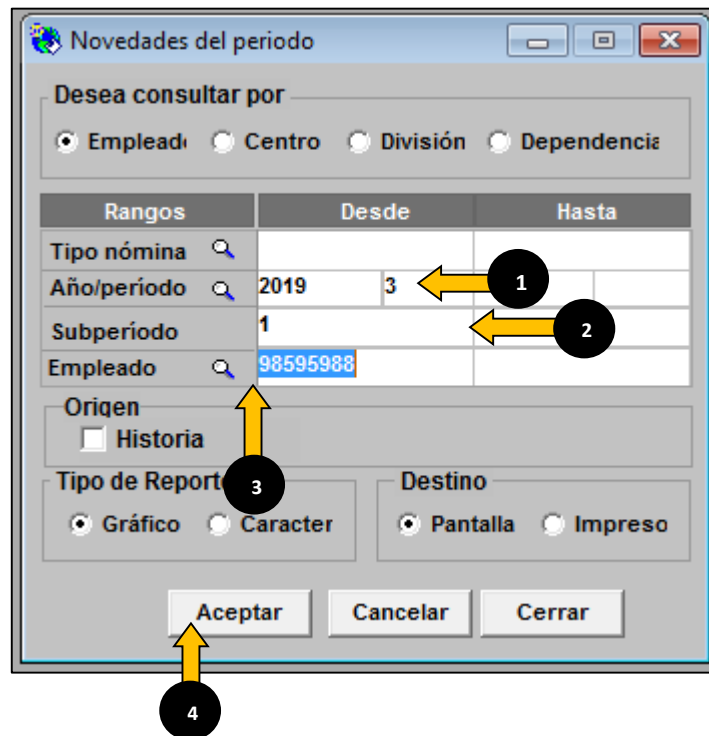 Novedades del periodo
Desea consultar por
Emplead Centro División Dependencia
Rangos Desde Hasta
Tipo nómina
Año/período 2019 3 1
Subperíodo 1 2
Empleado 98595988
Origen
Historia
3
Tipo de Report Destino
Gráfico Caracter Pantalla Impreso
Aceptar Cancelar Cerrar
4